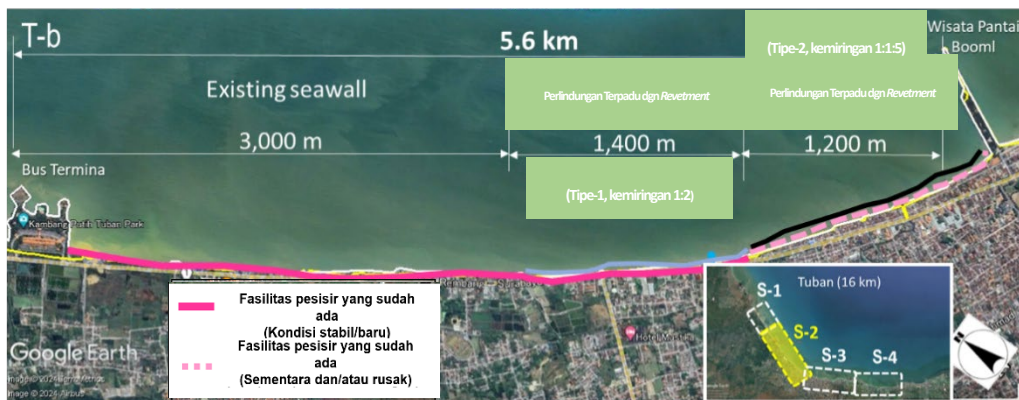 T-b
5.6 km
Wisata Pantai
Booml
(Tipe-2, kemiringan 1:1:5)
Existing seawall
Perlindungan Terpadu dgn Revetment
Perlindungan Terpadu dgn Revetment
3,000 m
1,400 m
1,200 m
Bus Termina
(Tipe-1, kemiringan 1:2)
Kambang Putih Tuban Park
Fasilitas pesisir yang sudah
ada
(Kondisi stabil/baru)
Fasilitas pesisir yang sudah
ada
(Sementara dan/atau rusak)
Tuban (16 km)
S-1
S-2
S-3
S-4
Google Earth
Image © 2024 Airbus